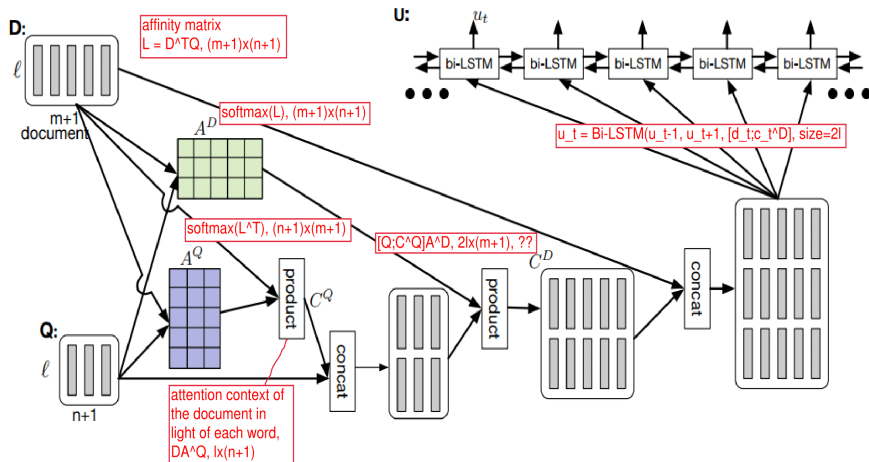 D:
affinity matrix
L = D^TQ, (m+1)x(n+1)
U:
u_t
bi-LSTM
bi-LSTM
bi-LSTM
bi-LSTM
bi-LSTM
ℓ
m+1
document
softmax(L), (m+1)x(n+1)
A^D
u_t = Bi-LSTM(u_t-1, u_t+1, [d_t;c_t^D], size=2l
softmax(L^T), (n+1)x(m+1)
[Q;C^Q]A^D, 2lx(m+1), ??
A^Q
product
C^Q
C^D
product
concat
Q:
ℓ
n+1
concat
attention context of
the document in
light of each word,
DA^Q, lx(n+1)